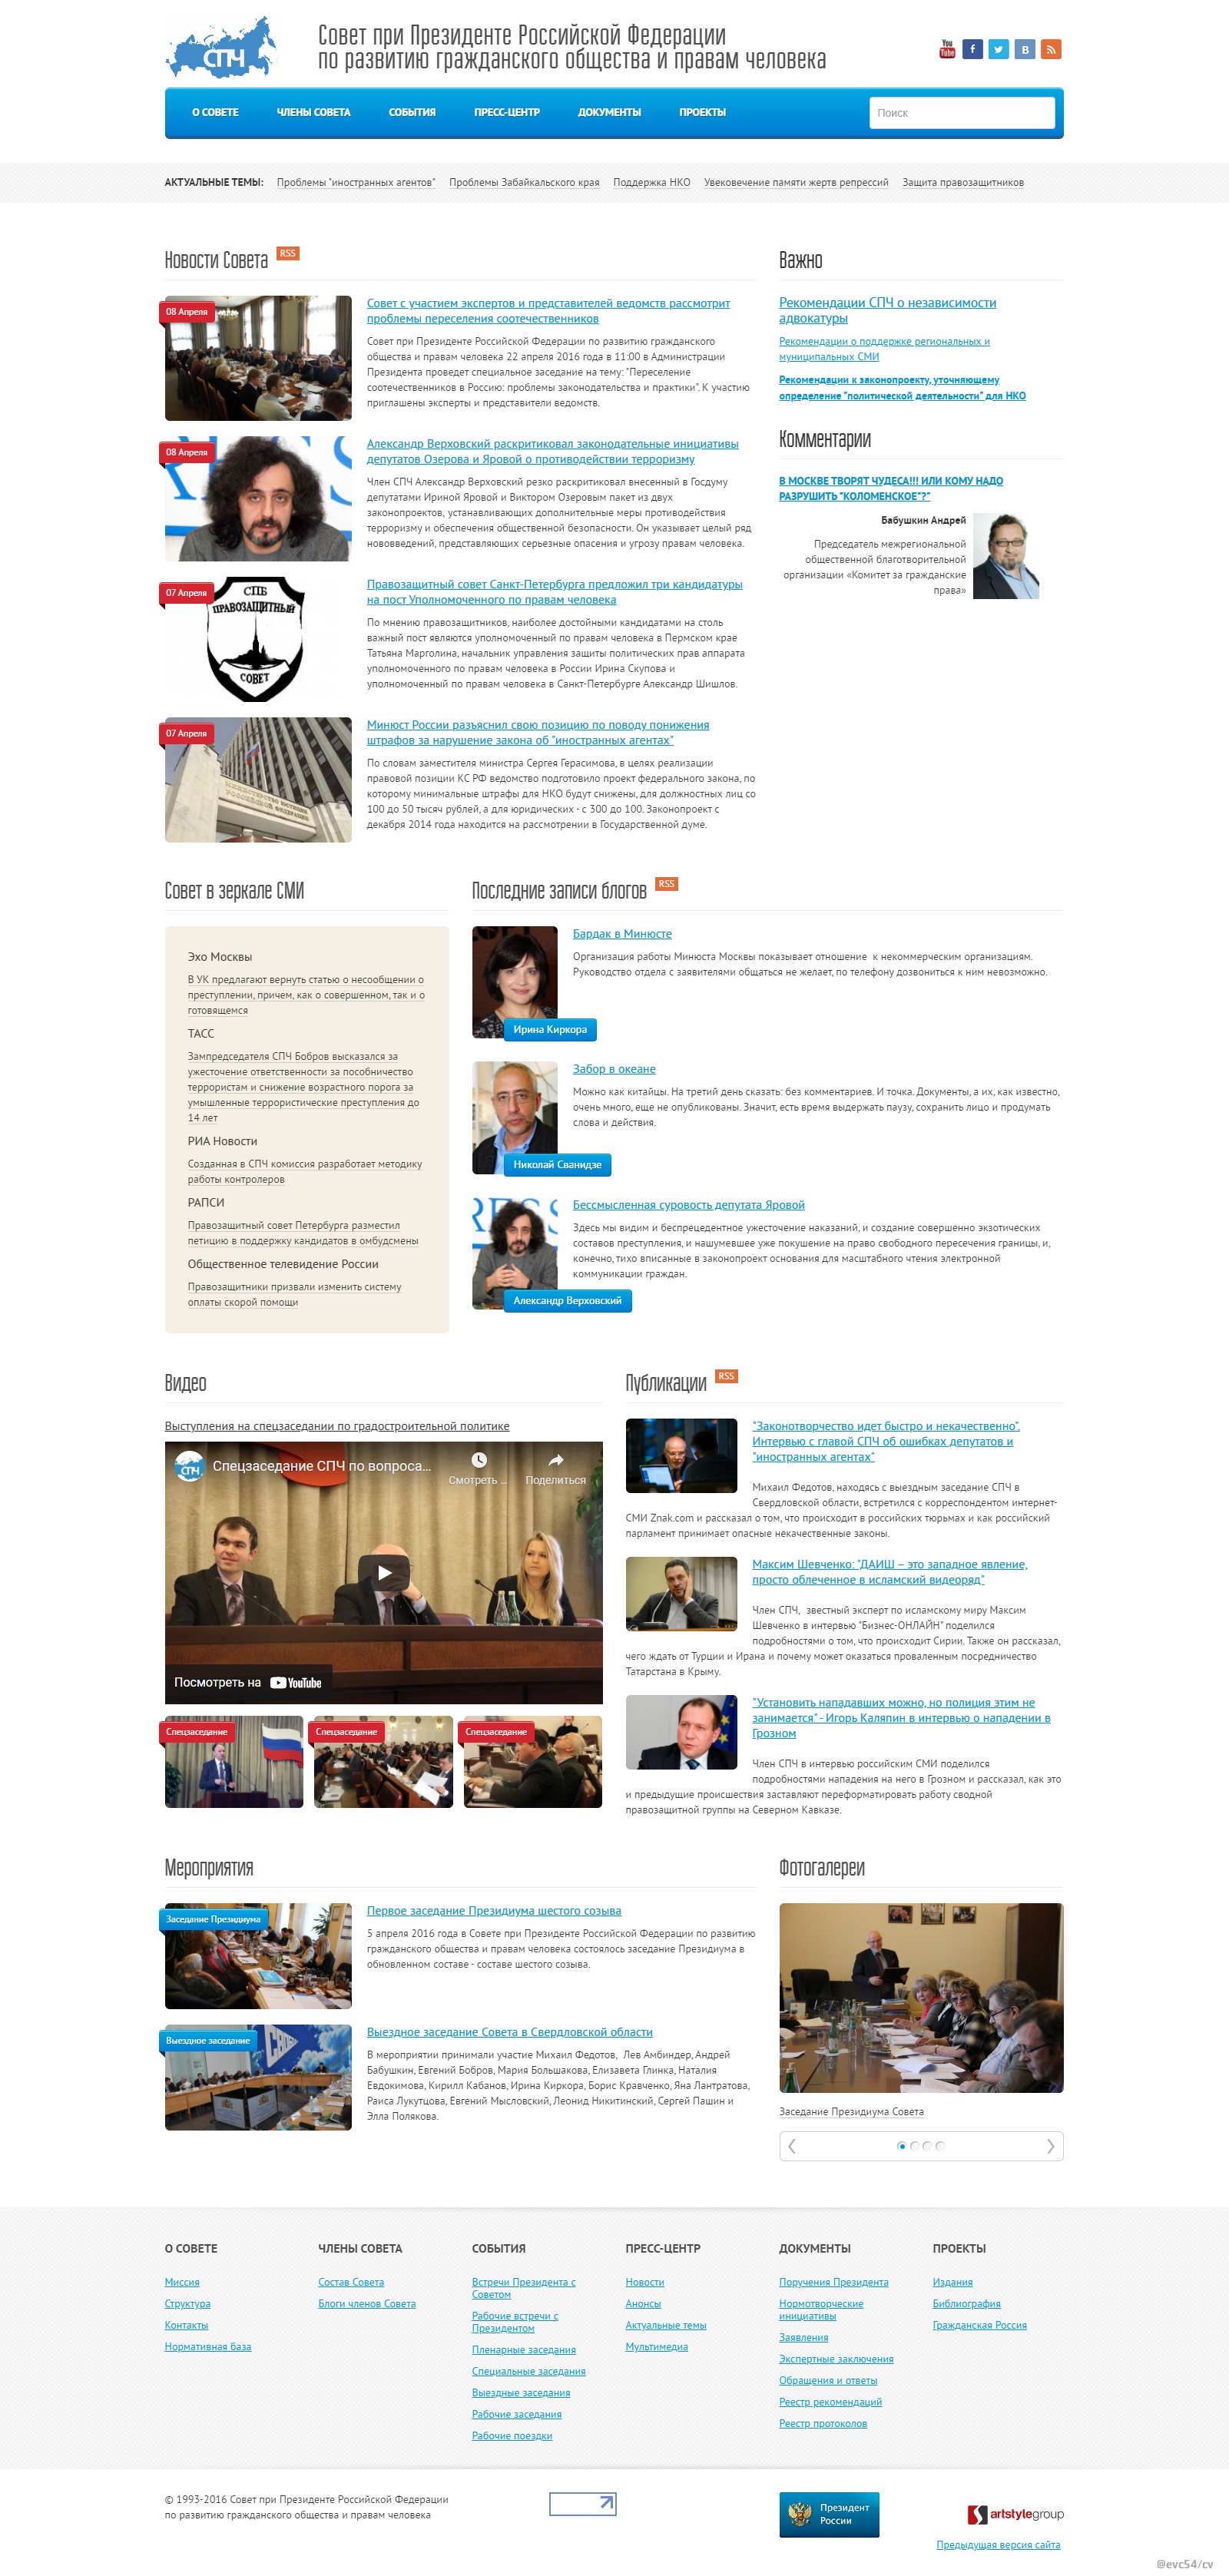 СПЧ
Совет при Президенте Российской Федерации
по развитию гражданского общества и правам человека
You Tube
О СОВЕТЕ
ЧЛЕНЫ СОВЕТА
СОБЫТИЯ
ПРЕСС-ЦЕНТР
ДОКУМЕНТЫ
ПРОЕКТЫ
Поиск
АКТУАЛЬНЫЕ ТЕМЫ: Проблемы "иностранных агентов" Проблемы Забайкальского края Поддержка НКО Увековечение памяти жертв репрессий Защита правозащитников
Новости Совета RSS
08 Апреля
Совет с участием экспертов и представителей ведомств рассмотрит
проблемы переселения соотечественников
Совет при Президенте Российской Федерации по развитию гражданского
общества и правам человека 22 апреля 2016 года в 11:00 в Администрации
Президента проведет специальное заседание на тему: "Переселение
соотечественников в Россию: проблемы законодательства и практики". К участию
приглашены эксперты и представители ведомств.
08 Апреля
Александр Верховский раскритиковал законодательные инициативы
депутатов Озерова и Яровой о противодействии терроризму
Член СПЧ Александр Верховский резко раскритиковал внесенный в Госдуму
депутатами Ириной Яровой и Виктором Озеровым пакет из двух
законопроектов, устанавливающих дополнительные меры противодействия
терроризму и обеспечения общественной безопасности. Он указывает целый ряд
нововведений, представляющих серьезные опасения и угрозу правам человека.
07 Апреля
СПБ
ПРАВОЗАЩИТНЫЙ
СОВЕТ
Правозащитный совет Санкт-Петербурга предложил три кандидатуры
на пост Уполномоченного по правам человека
По мнению правозащитников, наиболее достойными кандидатами на столь
важный пост являются уполномоченный по правам человека в Пермском крае
Татьяна Марголина, начальник управления защиты политических прав аппарата
уполномоченного по правам человека в России Ирина Скупова и
уполномоченный по правам человека в Санкт-Петербурге Александр Шишлов.
07 Апреля
Минюст России разъяснил свою позицию по поводу понижения
штрафов за нарушение закона об "иностранных агентах"
По словам заместителя министра Сергея Герасимова, в целях реализации
правовой позиции КС РФ ведомство подготовило проект федерального закона, по
которому минимальные штрафы для НКО будут снижены, для должностных лиц со
100 до 50 тысяч рублей, а для юридических - с 300 до 100. Законопроект с
декабря 2014 года находится на рассмотрении в Государственной думе.
Важно
Рекомендации СПЧ о независимости
адвокатуры
Рекомендации о поддержке региональных и
муниципальных СМИ
Рекомендации к законопроекту, уточняющему
определение "политической деятельности" для НКО
Комментарии
В МОСКВЕ ТВОРЯТ ЧУДЕСА!!! ИЛИ КОМУ НАДО
РАЗРУШИТЬ "КОЛОМЕНСКОЕ"?"
Бабушкин Андрей
Председатель межрегиональной
общественной благотворительной
организации «Комитет за гражданские
права»
Совет в зеркале СМИ
Эхо Москвы
В УК предлагают вернуть статью о несообщении о
преступлении, причем, как о совершенном, так и о
готовящемся
ТАСС
Зампредседателя СПЧ Бобров высказался за
ужесточение ответственности за пособничество
террористам и снижение возрастного порога за
умышленные террористические преступления до
14 лет
РИА Новости
Созданная в СПЧ комиссия разработает методику
работы контролеров
РАПСИ
Правозащитный совет Петербурга разместил
петицию в поддержку кандидатов в омбудсмены
Общественное телевидение России
Правозащитники призвали изменить систему
оплаты скорой помощи
Последние записи блогов RSS
Бардак в Минюсте
Организация работы Минюста Москвы показывает отношение к некоммерческим организациям.
Руководство отдела с заявителями общаться не желает, по телефону дозвониться к ним невозможно.
Ирина Киркора
Забор в океане
Можно как китайцы. На третий день сказать: без комментариев. И точка. Документы, а их, как известно,
очень много, еще не опубликованы. Значит, есть время выдержать паузу, сохранить лицо и продумать
слова и действия.
Николай Сванидзе
Бессмысленная суровость депутата Яровой
Здесь мы видим и беспрецедентное ужесточение наказаний, и создание совершенно экзотических
составов преступления, и нашумевшее уже покушение на право свободного пересечения границы, и,
конечно, тихо вписанные в законопроект основания для масштабного чтения электронной
коммуникации граждан.
Александр Верховский
Видео
Выступления на спецзаседании по градостроительной политике
СПЧ
Спецзаседание СПЧ по вопроса...
Смотреть ...
Поделиться
Посмотреть на YouTube
Спецзаседание
Спецзаседание
Спецзаседание
Публикации RSS
"Законотворчество идет быстро и некачественно".
Интервью с главой СПЧ об ошибках депутатов и
"иностранных агентах"
Михаил Федотов, находясь с выездным заседание СПЧ в
Свердловской области, встретился с корреспондентом интернет-
СМИ Znak.com и рассказал о том, что происходит в российских тюрьмах и как российский
парламент принимает опасные некачественные законы.
Максим Шевченко: "ДАИШ – это западное явление,
просто облеченное в исламский видеоряд"
Член СПЧ, звестный эксперт по исламскому миру Максим
Шевченко в интервью "Бизнес-ОНЛАЙН" поделился
подробностями о том, что происходит Сирии. Также он рассказал,
чего ждать от Турции и Ирана и почему может оказаться проваленным посредничество
Татарстана в Крыму.
"Установить нападавших можно, но полиция этим не
занимается" - Игорь Каляпин в интервью о нападении в
Грозном
Член СПЧ в интервью российским СМИ поделился
подробностями нападения на него в Грозном и рассказал, как это
и предыдущие происшествия заставляют переформатировать работу сводной
правозащитной группы на Северном Кавказе.
Мероприятия
Заседание Президиума
Первое заседание Президиума шестого созыва
5 апреля 2016 года в Совете при Президенте Российской Федерации по развитию
гражданского общества и правам человека состоялось заседание Президиума в
обновленном составе - составе шестого созыва.
Выездное заседание
Выездное заседание Совета в Свердловской области
В мероприятии принимали участие Михаил Федотов, Лев Амбиндер, Андрей
Бабушкин, Евгений Бобров, Мария Большакова, Елизавета Глинка, Наталия
Евдокимова, Кирилл Кабанов, Ирина Киркора, Борис Кравченко, Яна Лантратова,
Раиса Лукутцова, Евгений Мысловский, Леонид Никитинский, Сергей Пашин и
Элла Полякова.
Фотогалереи
Заседание Президиума Совета
О СОВЕТЕ
Миссия
Структура
Контакты
Нормативная база
ЧЛЕНЫ СОВЕТА
Состав Совета
Блоги членов Совета
СОБЫТИЯ
Встречи Президента с
Советом
Рабочие встречи с
Президентом
Пленарные заседания
Специальные заседания
Выездные заседания
Рабочие заседания
Рабочие поездки
ПРЕСС-ЦЕНТР
Новости
Анонсы
Актуальные темы
Мультимедиа
ДОКУМЕНТЫ
Поручения Президента
Нормотворческие
инициативы
Заявления
Экспертные заключения
Обращения и ответы
Реестр рекомендаций
Реестр протоколов
ПРОЕКТЫ
Издания
Библиография
Гражданская Россия
© 1993-2016 Совет при Президенте Российской Федерации
по развитию гражданского общества и правам человека
Президент
России
artstylegroup
Предыдущая версия сайта
@evc54/cv